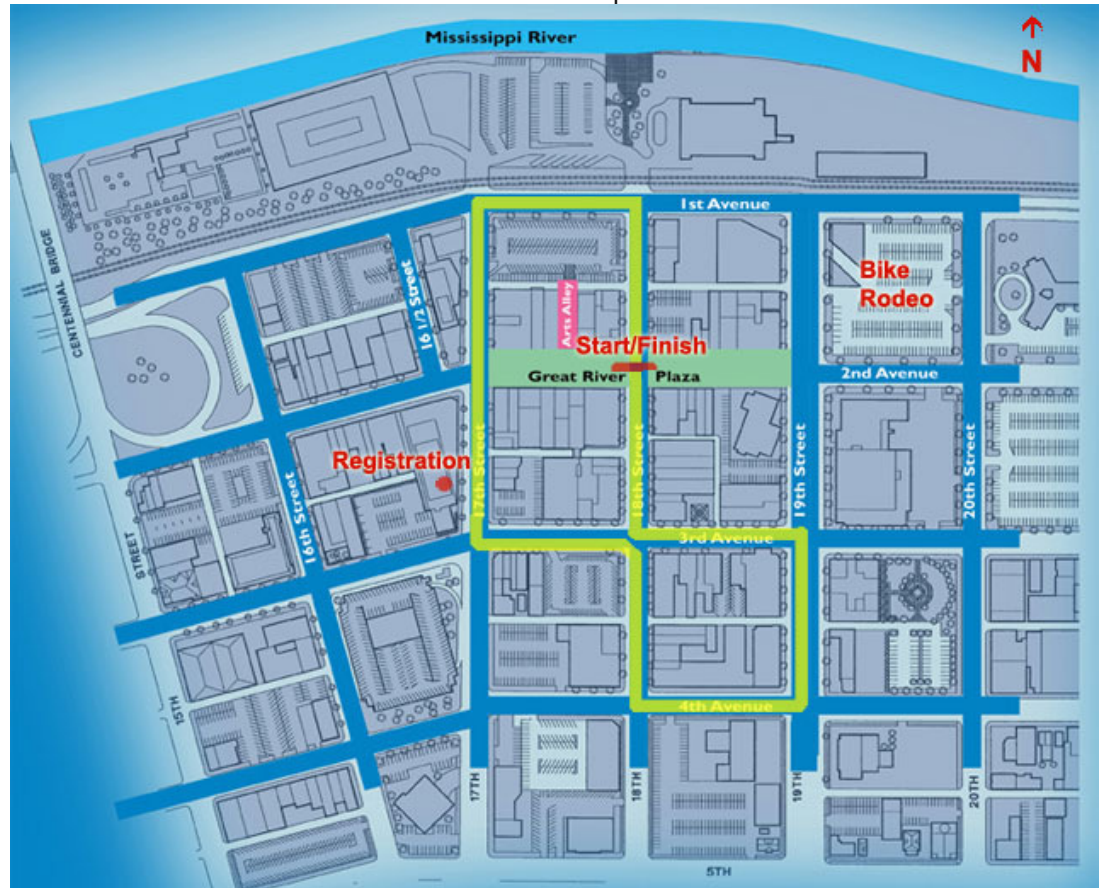 Mississippi River
N
1st Avenue
CENTENNIAL BRIDGE
16 1/2 Street
Arts Alley
Bike
Rodeo
Start/Finish
Great River
Plaza
2nd Avenue
Registration
17th Street
18th Street
19th Street
20th Street
16th Street
3rd Avenue
STREET
4th Avenue
15TH
17TH
18TH
19TH
20TH
5TH